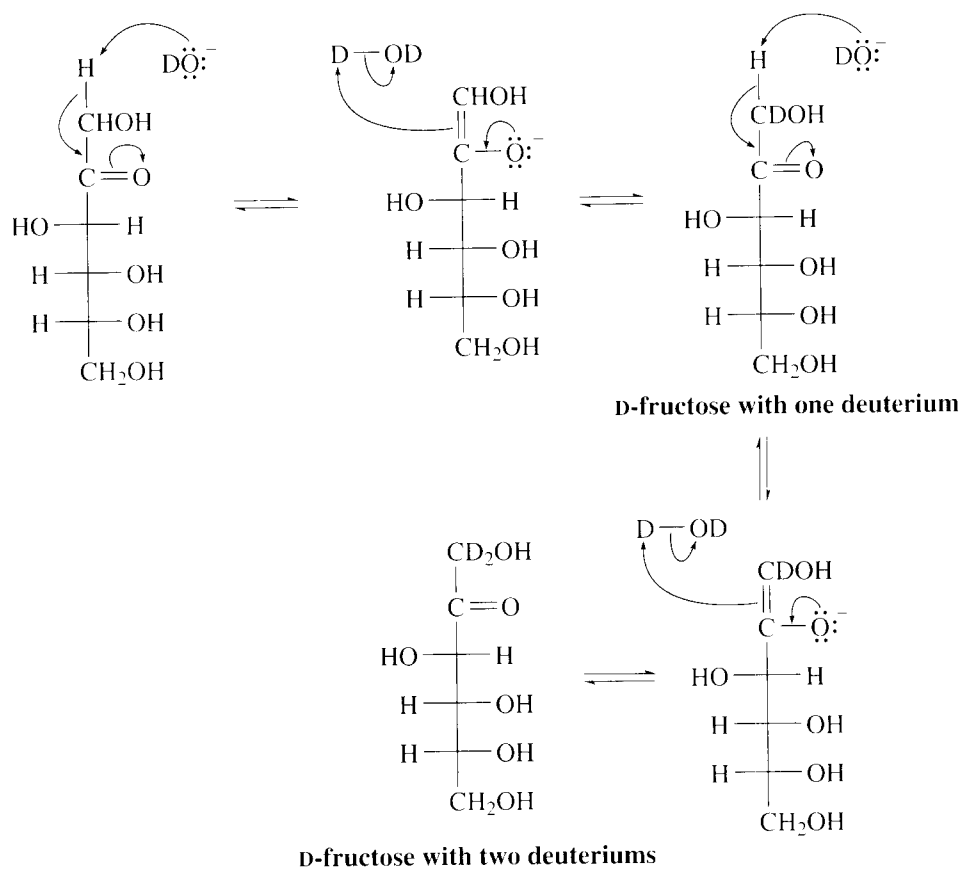 H
DÖ:⁻
CHOH
C=O
HO H
H OH
H OH
CH₂OH
D—OD
CHOH
C—Ö:⁻
HO H
H OH
H OH
CH₂OH
H
DÖ:⁻
CDOH
C=O
HO H
H OH
H OH
CH₂OH
D-fructose with one deuterium
D—OD
CDOH
C—Ö:⁻
HO H
H OH
H OH
CH₂OH
CD₂OH
C=O
HO H
H OH
H OH
CH₂OH
D-fructose with two deuteriums